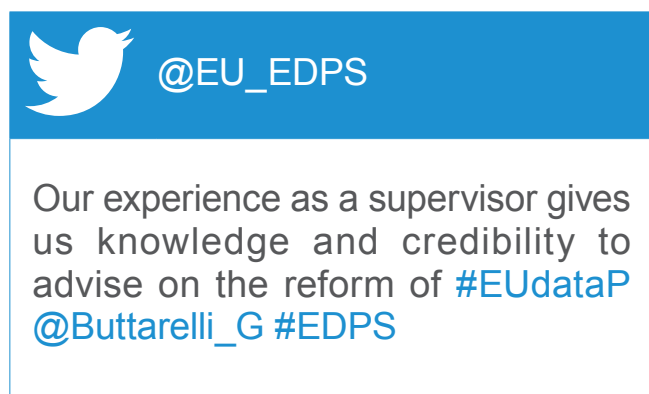 @EU_EDPS
Our experience as a supervisor gives
us knowledge and credibility to
advise on the reform of #EUdataP
@Buttarelli_G #EDPS